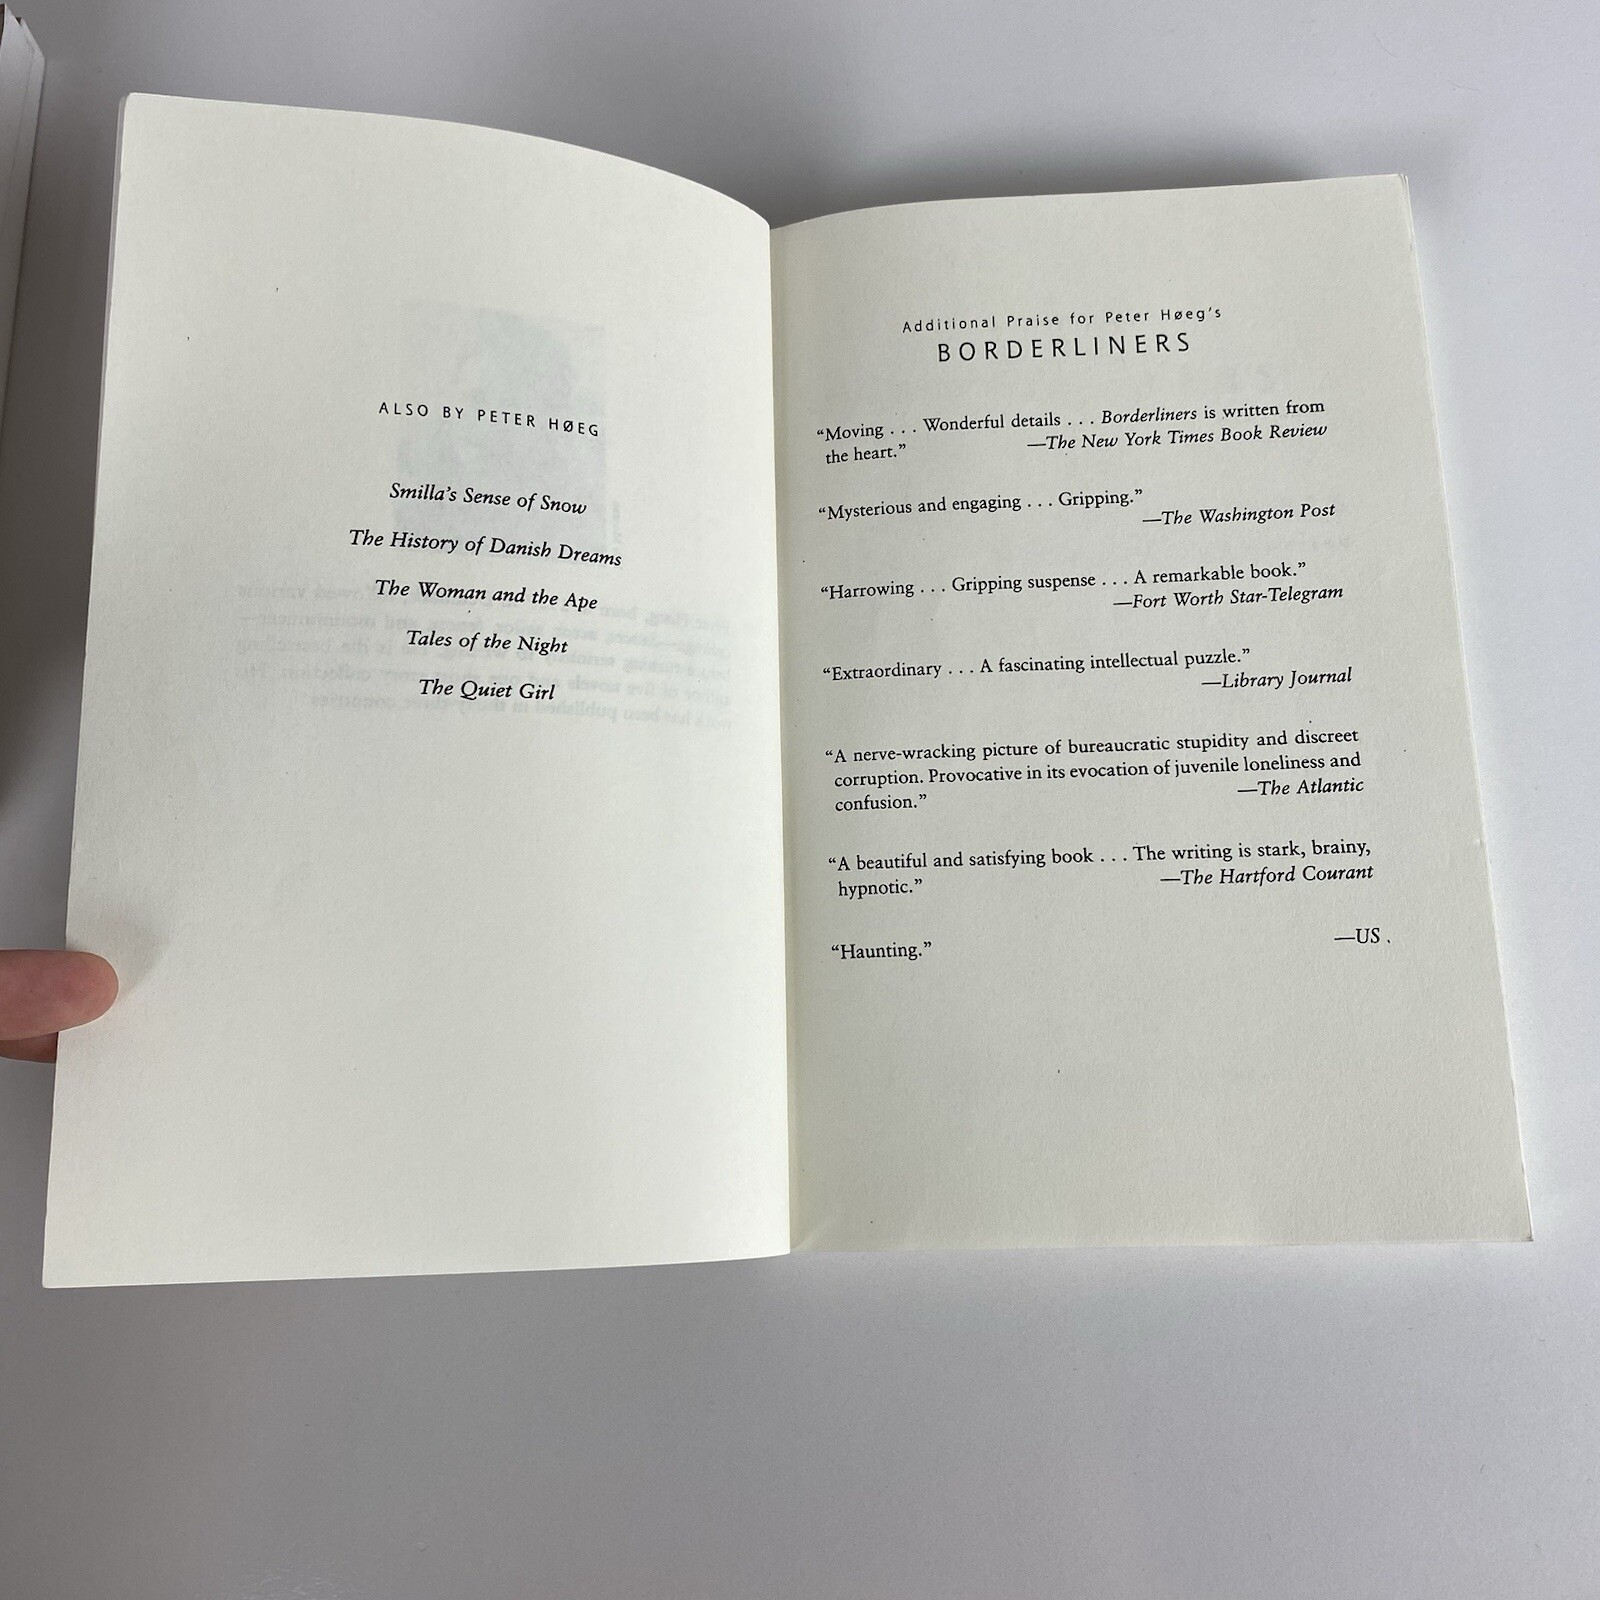 ALSO BY PETER HØEG
Smilla's Sense of Snow
The History of Danish Dreams
The Woman and the Ape
Tales of the Night
The Quiet Girl
Additional Praise for Peter Høeg's
BORDERLINERS
“Moving . . . Wonderful details . . . Borderliners is written from
the heart.” —The New York Times Book Review
“Mysterious and engaging . . . Gripping.”
—The Washington Post
“Harrowing . . . Gripping suspense . . . A remarkable book.”
—Fort Worth Star-Telegram
“Extraordinary . . . A fascinating intellectual puzzle.”
—Library Journal
“A nerve-wracking picture of bureaucratic stupidity and discreet
corruption. Provocative in its evocation of juvenile loneliness and
confusion.” —The Atlantic
“A beautiful and satisfying book . . . The writing is stark, brainy,
hypnotic.” —The Hartford Courant
“Haunting.” —US